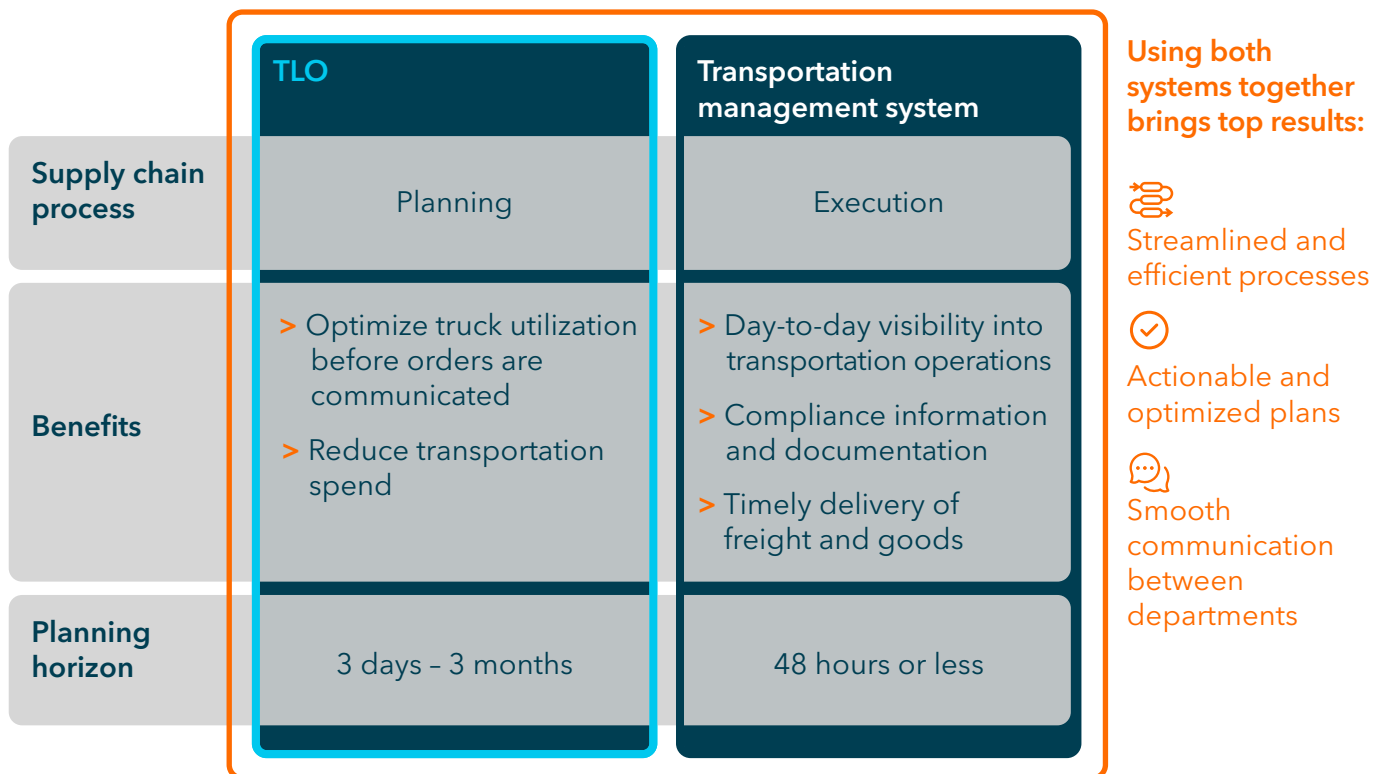 TLO
Transportation
management system
Supply chain
process
Planning
Execution
Benefits
> Optimize truck utilization
before orders are
communicated
> Reduce transportation
spend
> Day-to-day visibility into
transportation operations
> Compliance information
and documentation
> Timely delivery of
freight and goods
Planning
horizon
3 days – 3 months
48 hours or less
Using both
systems together
brings top results:
Streamlined and
efficient processes
Actionable and
optimized plans
Smooth
communication
between
departments